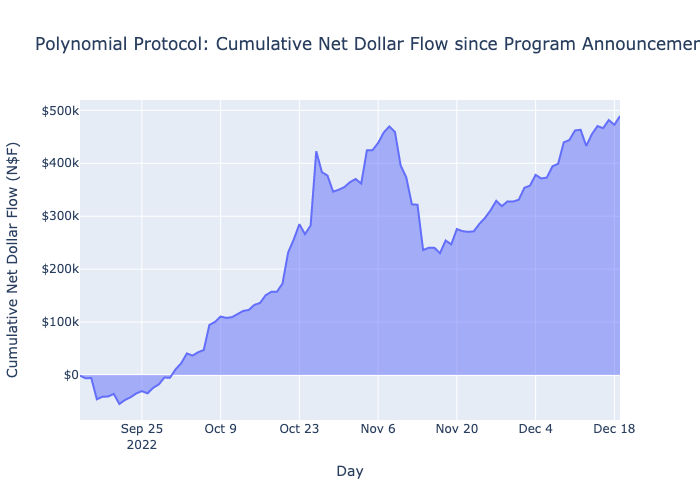 Polynomial Protocol: Cumulative Net Dollar Flow since Program
Cumulative Net Dollar Flow (N$F)
$500k
$400k
$300k
$200k
$100k
$0
Sep 25
2022
Oct 9
Oct 23
Nov 6
Nov 20
Dec 4
Dec 18
Day